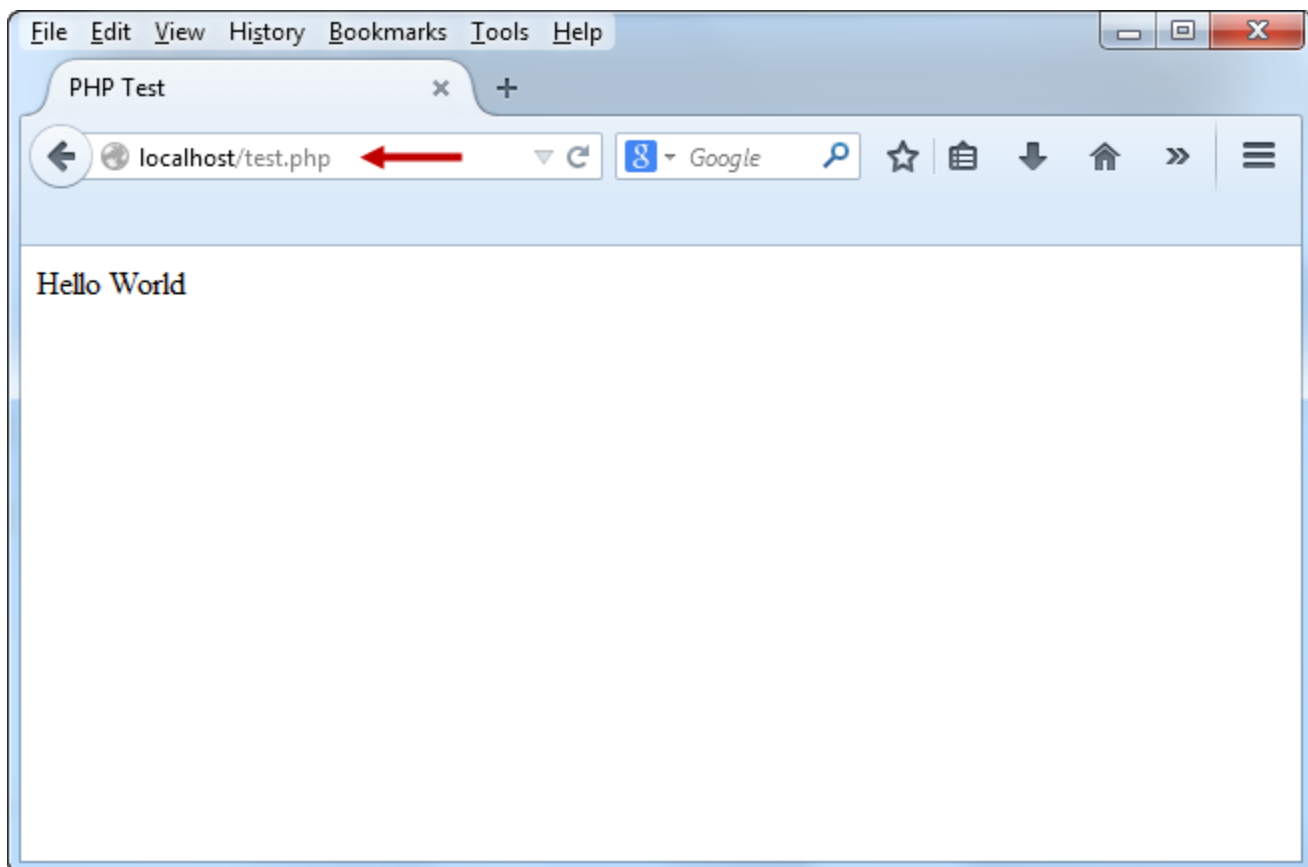 File Edit View History Bookmarks Tools Help
PHP Test
localhost/test.php Google
Hello World